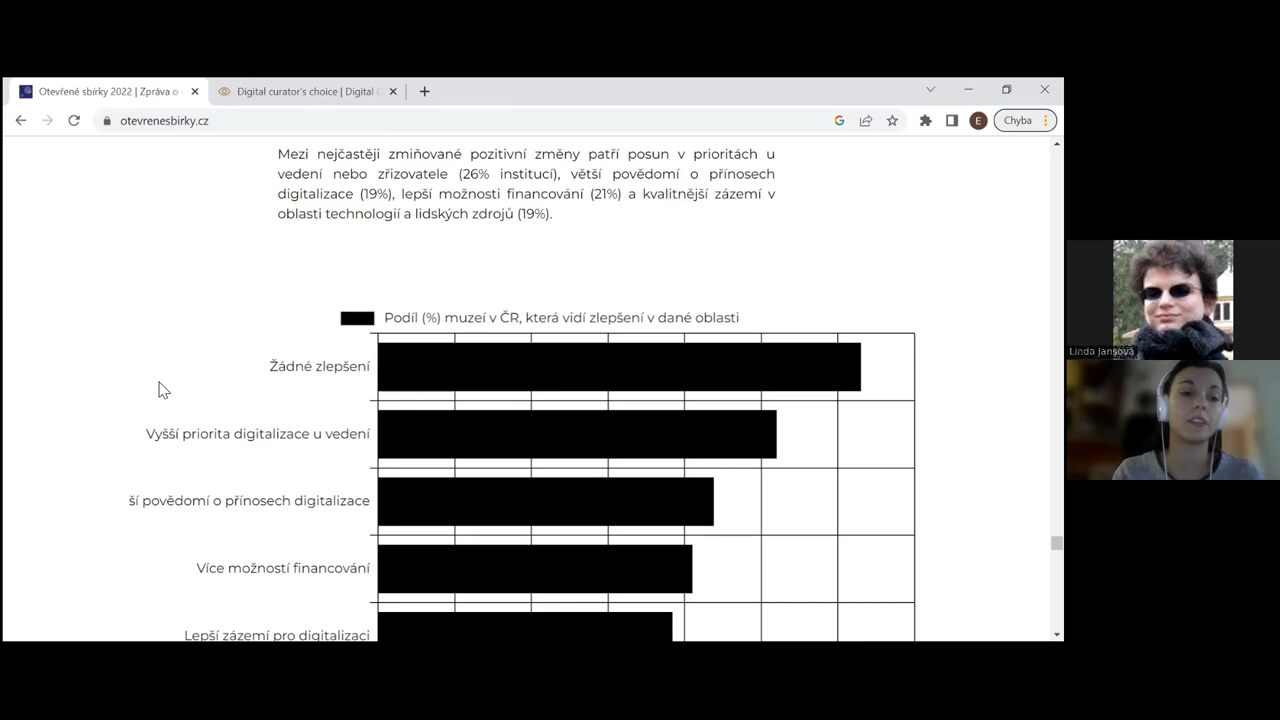 Otevřené sbírky 2022 | Zpráva o
Digital curator's choice | Digital
otevrenesbirky.cz
Chyba
Mezi nejčastěji zmiňované pozitivní změny patří posun v prioritách u
vedení nebo zřizovatele (26% institucí), větší povědomí o přínosech
digitalizace (19%), lepší možnosti financování (21%) a kvalitnější zázemí v
oblasti technologií a lidských zdrojů (19%).
Podíl (%) muzeí v ČR, která vidí zlepšení v dané oblasti
Žádné zlepšení
Vyšší priorita digitalizace u vedení
ší povědomí o přínosech digitalizace
Více možností financování
Lepší zázemí pro digitalizaci
Linda Jansová